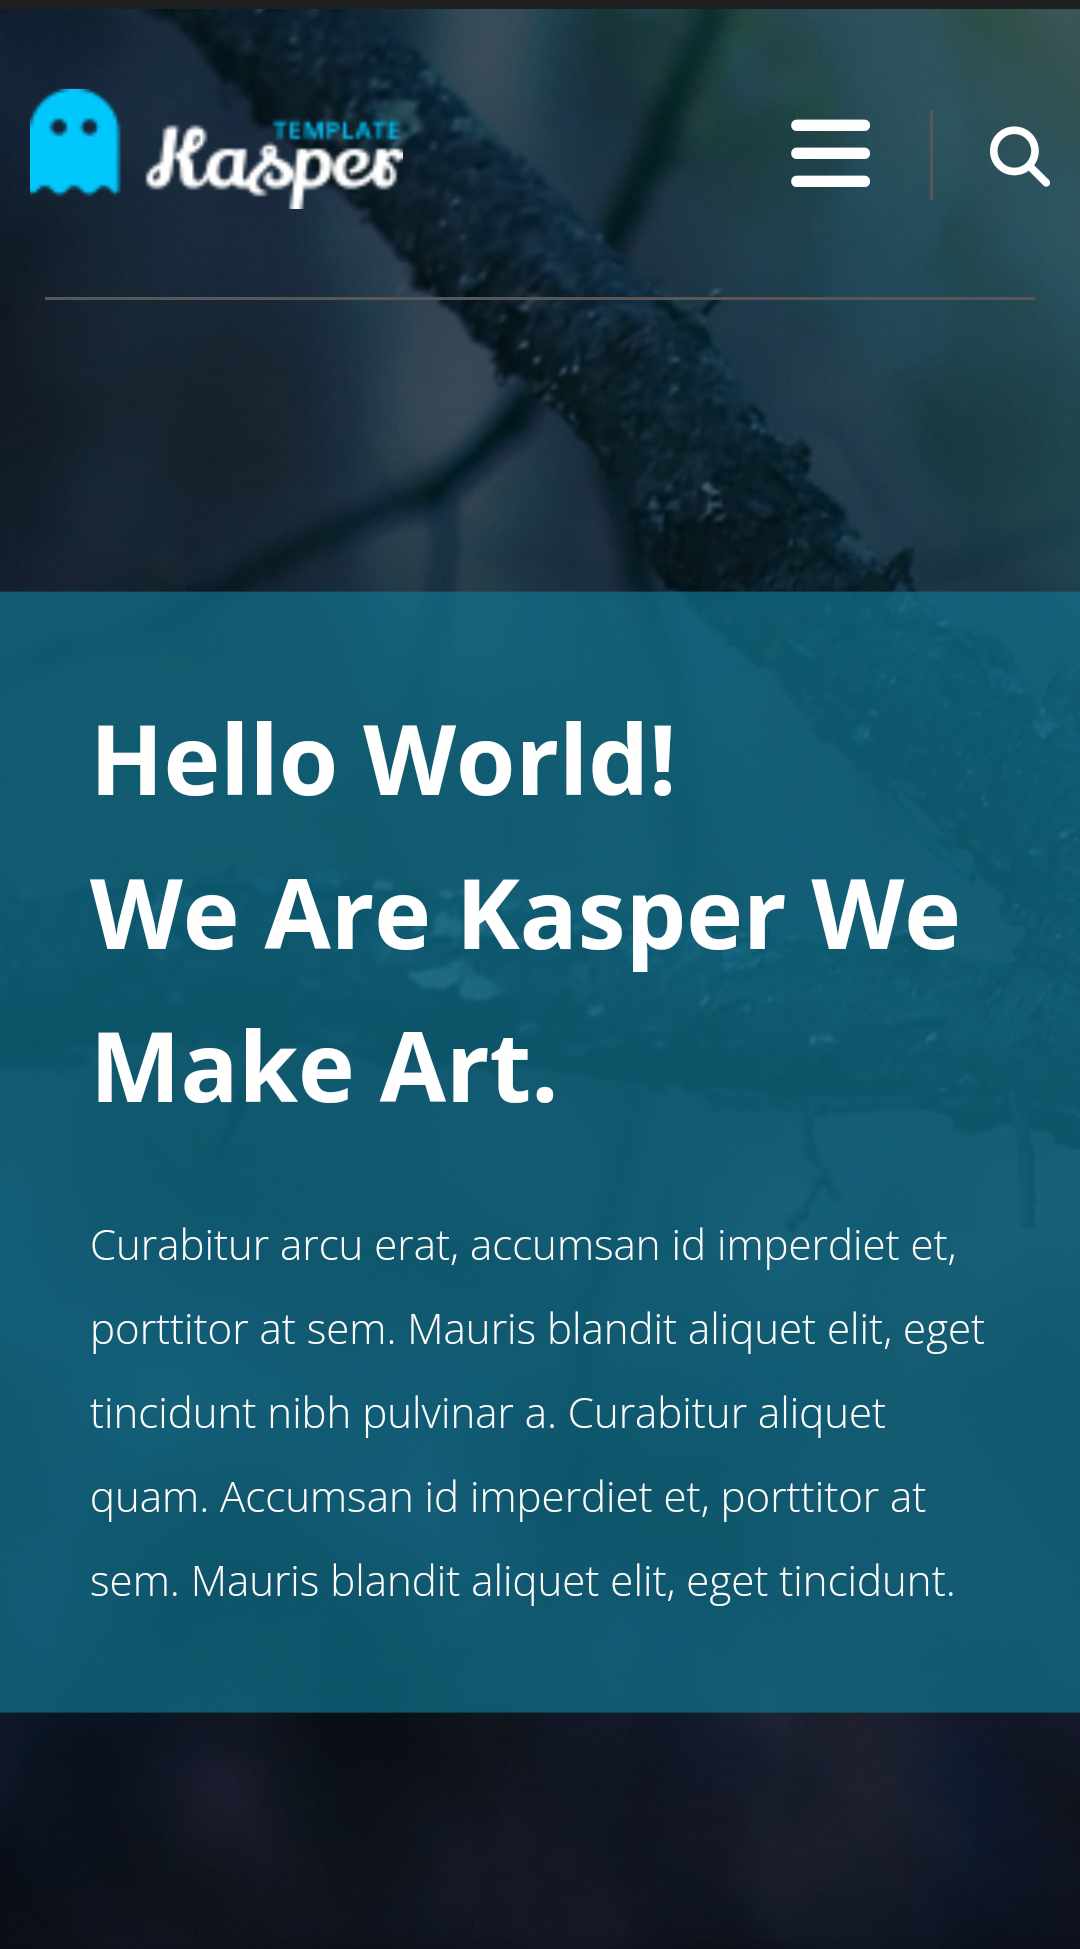 TEMPLATE
Kasper
Hello World!
We Are Kasper We
Make Art.
Curabitur arcu erat, accumsan id imperdiet et,
porttitor at sem. Mauris blandit aliquet elit, eget
tincidunt nibh pulvinar a. Curabitur aliquet
quam. Accumsan id imperdiet et, porttitor at
sem. Mauris blandit aliquet elit, eget tincidunt.